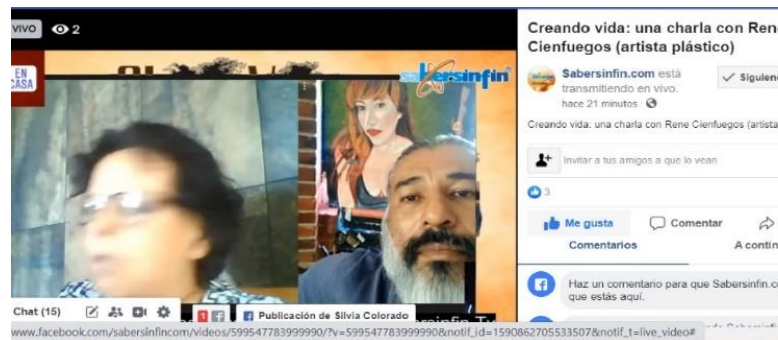 VIVO 2
EN
CASA
sabersinfin
Creando vida: una charla con Rene
Cienfuegos (artista plástico)
Sabersinfin.com está
transmitiendo en vivo.
hace 21 minutos
Siguien
Creando vida: una charla con Rene Cienfuegos (artista
Invitar a tus amigos a que lo vean
3
Me gusta
Comentar
Comentarios
A contin
Haz un comentario para que Sabersinfin.co
que estás aquí.
Chat (15)
1
Publicación de Silvia Colorado
www.facebook.com/sabersinfincom/videos/599547783999990/?v=599547783999990&notif_id=1590862705533507&notif_t=live_video#